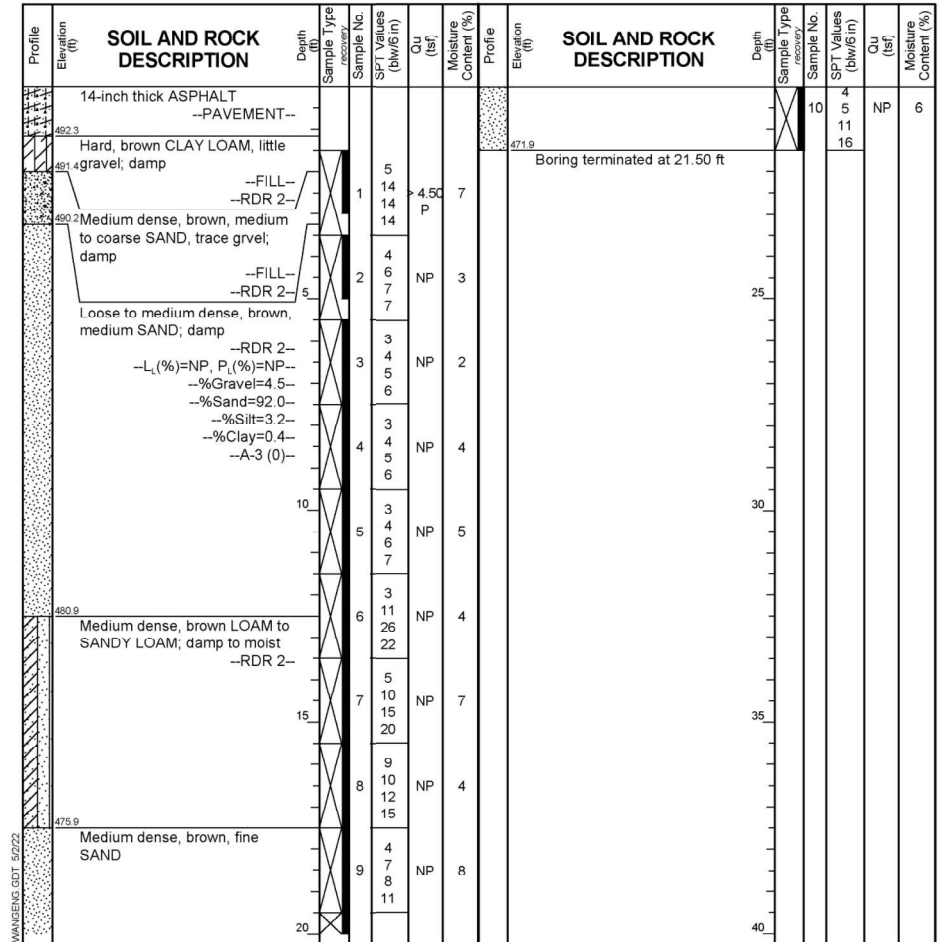 Profile
Elevation (ft)
SOIL AND ROCK DESCRIPTION
Depth (ft)
Sample Type recovery
Sample No.
SPT Values (blw/6 in)
Qu (tsf)
Moisture Content (%)
Profile
Elevation (ft)
SOIL AND ROCK DESCRIPTION
Depth (ft)
Sample Type recovery
Sample No.
SPT Values (blw/6 in)
Qu (tsf)
Moisture Content (%)
14-inch thick ASPHALT
--PAVEMENT--
492.3
Hard, brown CLAY LOAM, little
491.4 gravel; damp
--FILL--
--RDR 2--
1 5 14 14 14 > 4.50 P 7
490.2 Medium dense, brown, medium
to coarse SAND, trace grvel;
damp
--FILL--
--RDR 2--
5
2 4 6 7 7 NP 3
Loose to medium dense, brown,
medium SAND; damp
--RDR 2--
--LL(%)=NP, PL(%)=NP--
--%Gravel=4.5--
--%Sand=92.0--
--%Silt=3.2--
--%Clay=0.4--
--A-3 (0)--
3 3 4 5 6 NP 2
4 3 4 5 6 NP 4
10
5 3 4 6 7 NP 5
6 3 11 26 22 NP 4
480.9
Medium dense, brown LOAM to
SANDY LOAM; damp to moist
--RDR 2--
7 5 10 15 20 NP 7
15
8 9 10 12 15 NP 4
475.9
Medium dense, brown, fine
SAND
9 4 7 8 11 NP 8
20
10 4 5 11 16 NP 6
471.9
Boring terminated at 21.50 ft
25
30
35
40
WANGENG.GDT 5/2/22